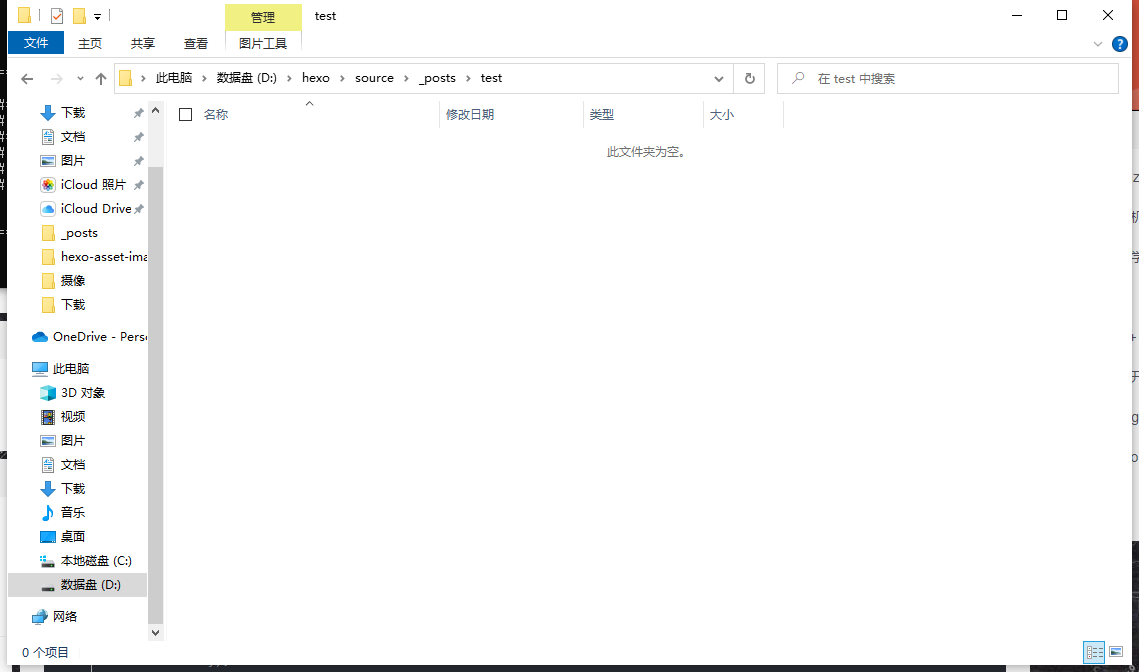 管理
test
文件
主页
共享
查看
图片工具
此电脑
数据盘 (D:)
hexo
source
_posts
test
在 test 中搜索
名称
修改日期
类型
大小
此文件夹为空。
下载
文档
图片
iCloud 照片
iCloud Drive
_posts
hexo-asset-ima
摄像
下载
OneDrive - Perso
此电脑
3D 对象
视频
图片
文档
下载
音乐
桌面
本地磁盘 (C:)
数据盘 (D:)
网络
0 个项目